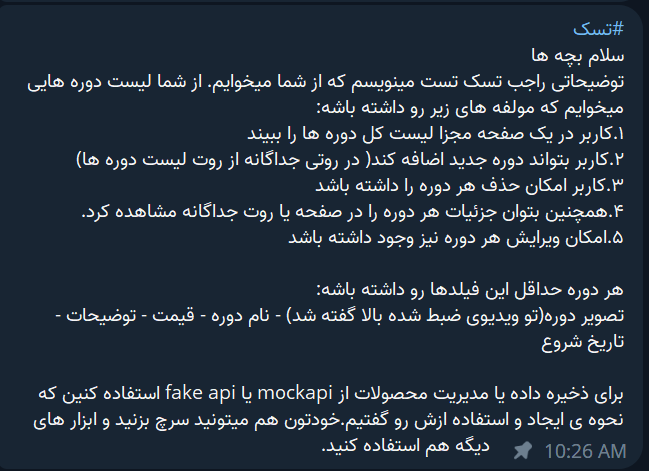 #تسک
سلام بچه ها
توضیحاتی راجب تسک تست مینویسم که از شما میخوایم. از شما لیست دوره هایی
میخوایم که مولفه های زیر رو داشته باشه:
۱.کاربر در یک صفحه مجزا لیست کل دوره ها را ببیند
۲.کاربر بتواند دوره جدید اضافه کند( در روتی جداگانه از روت لیست دوره ها)
۳.کاربر امکان حذف هر دوره را داشته باشد
۴.همچنین بتوان جزئیات هر دوره را در صفحه یا روت جداگانه مشاهده کرد.
۵.امکان ویرایش هر دوره نیز وجود داشته باشد
هر دوره حداقل این فیلدها رو داشته باشه:
تصویر دوره(تو ویدیوی ضبط شده بالا گفته شد) - نام دوره - قیمت - توضیحات -
تاریخ شروع
برای ذخیره داده یا مدیریت محصولات از mockapi یا fake api استفاده کنین که
نحوه ی ایجاد و استفاده ازش رو گفتیم.خودتون هم میتونید سرچ بزنید و ابزار های
دیگه هم استفاده کنید.
10:26 AM